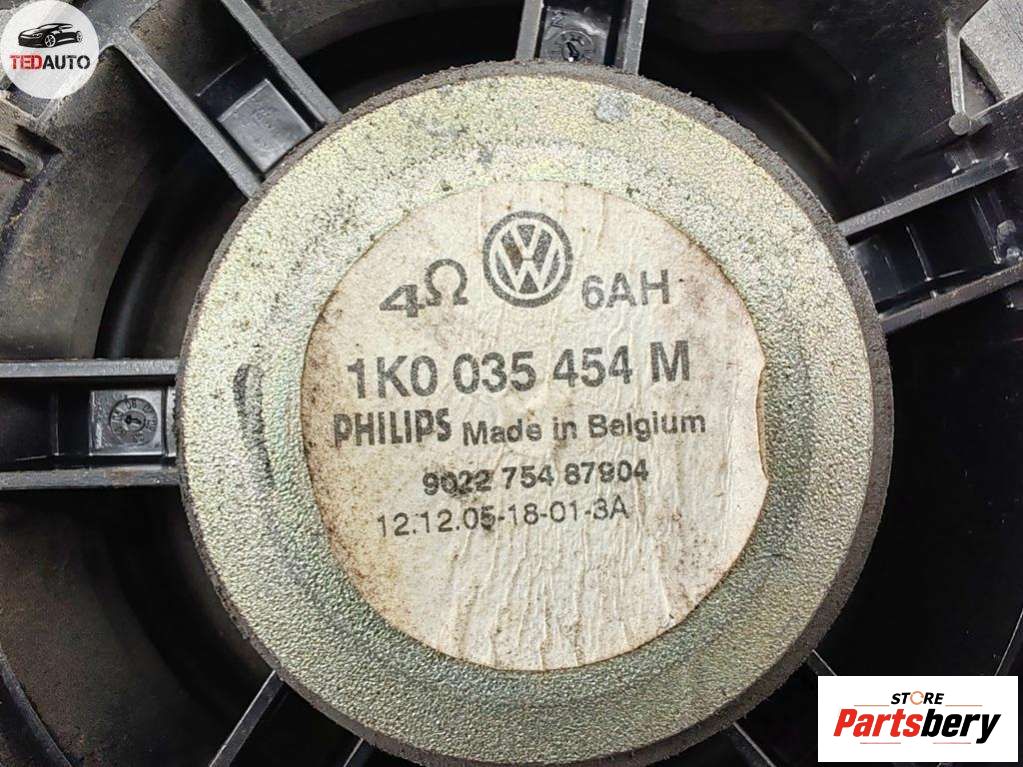 TEDAUTO
4Ω VW 6AH
1K0 035 454 M
PHILIPS Made in Belgium
9022 754 87904
12.12.05-18-01-3A
STORE
Partsbery